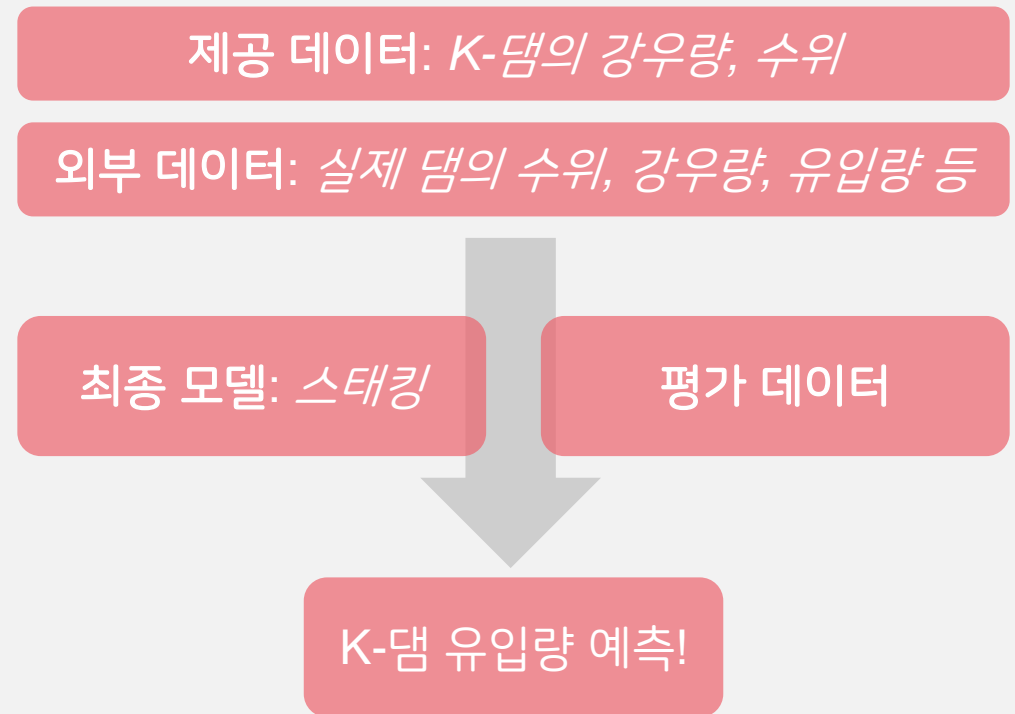 제공 데이터: K-댐의 강우량, 수위
외부 데이터: 실제 댐의 수위, 강우량, 유입량 등
최종 모델: 스태킹
평가 데이터
K-댐 유입량 예측!